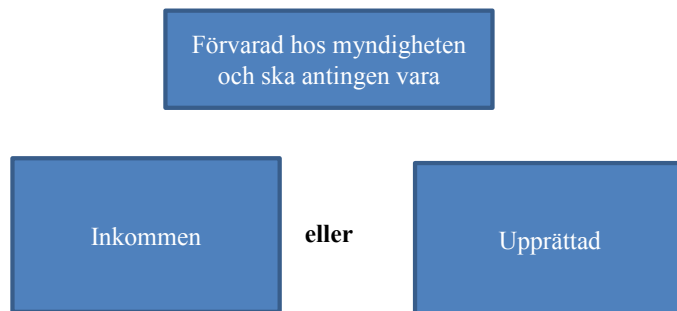 Förvarad hos myndigheten
och ska antingen vara
Inkommen
eller
Upprättad